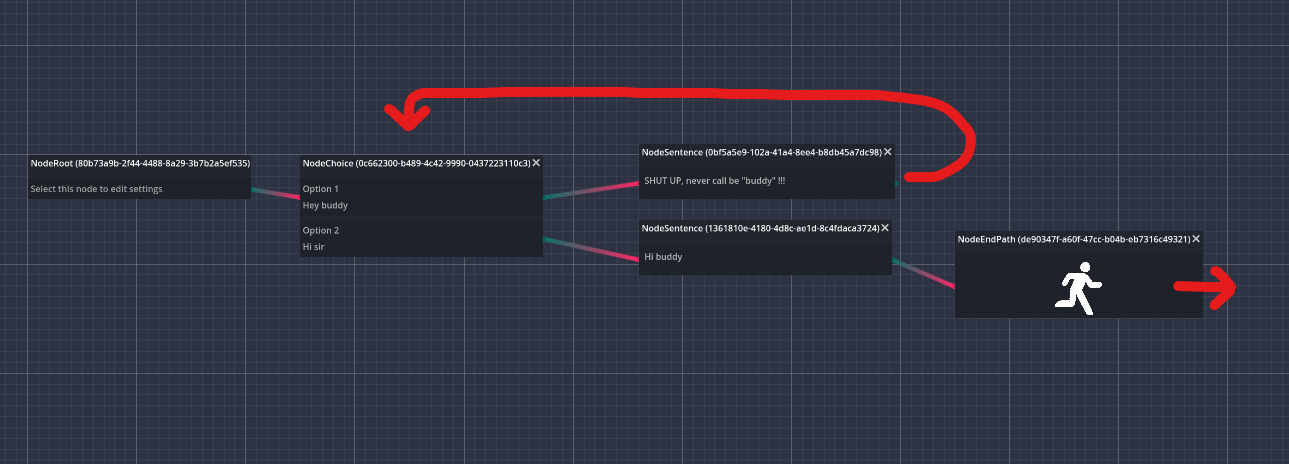 NodeRoot (80b73a9b-2f44-4488-8a29-3b7b2a5ef535)
Select this node to edit settings
NodeChoice (0c662300-b489-4c42-9990-0437223110c3)
Option 1
Hey buddy
Option 2
Hi sir
NodeSentence (0bf5a5e9-102a-41a4-8ee4-b8db45a7dc98)
SHUT UP, never call be "buddy" !!!
NodeSentence (1361810e-4180-4d8c-ae1d-8c4fdaca3724)
Hi buddy
NodeEndPath (de90347f-a60f-47cc-b04b-eb7316c49321)